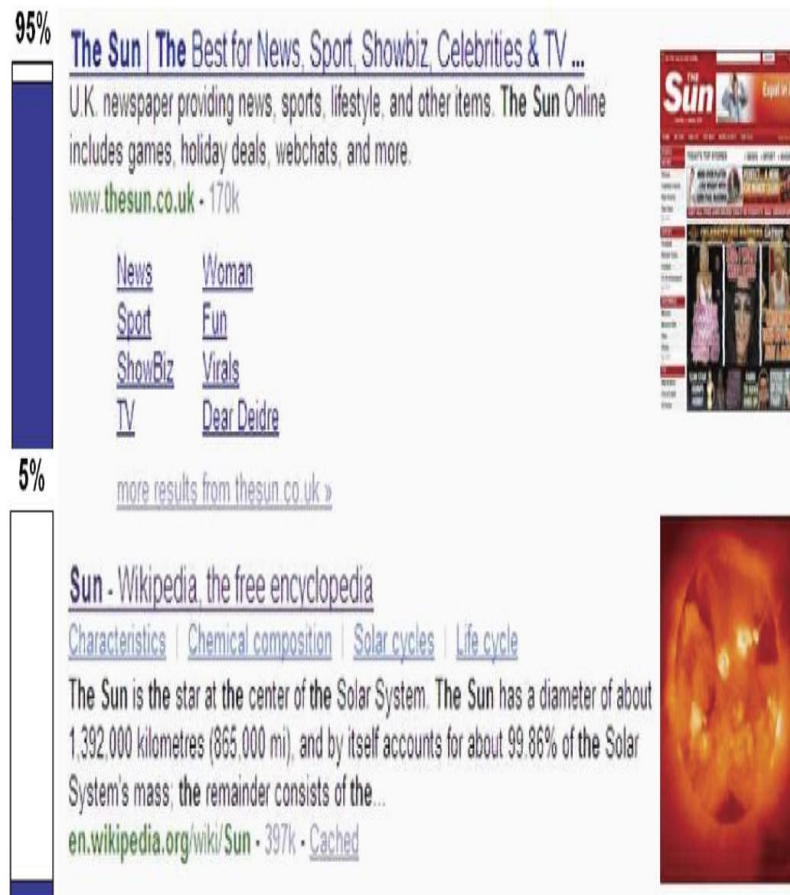 95%
The Sun | The Best for News, Sport, Showbiz, Celebrities & TV ...
U.K. newspaper providing news, sports, lifestyle, and other items. The Sun Online
includes games, holiday deals, webchats, and more.
www.thesun.co.uk - 170k
News Woman
Sport Fun
ShowBiz Virals
TV Dear Deidre
more results from thesun.co.uk »
THE
Sun
5%
Sun - Wikipedia, the free encyclopedia
Characteristics | Chemical composition | Solar cycles | Life cycle
The Sun is the star at the center of the Solar System. The Sun has a diameter of about
1,392,000 kilometres (865,000 mi), and by itself accounts for about 99.86% of the Solar
System's mass; the remainder consists of the...
en.wikipedia.org/wiki/Sun - 397k - Cached